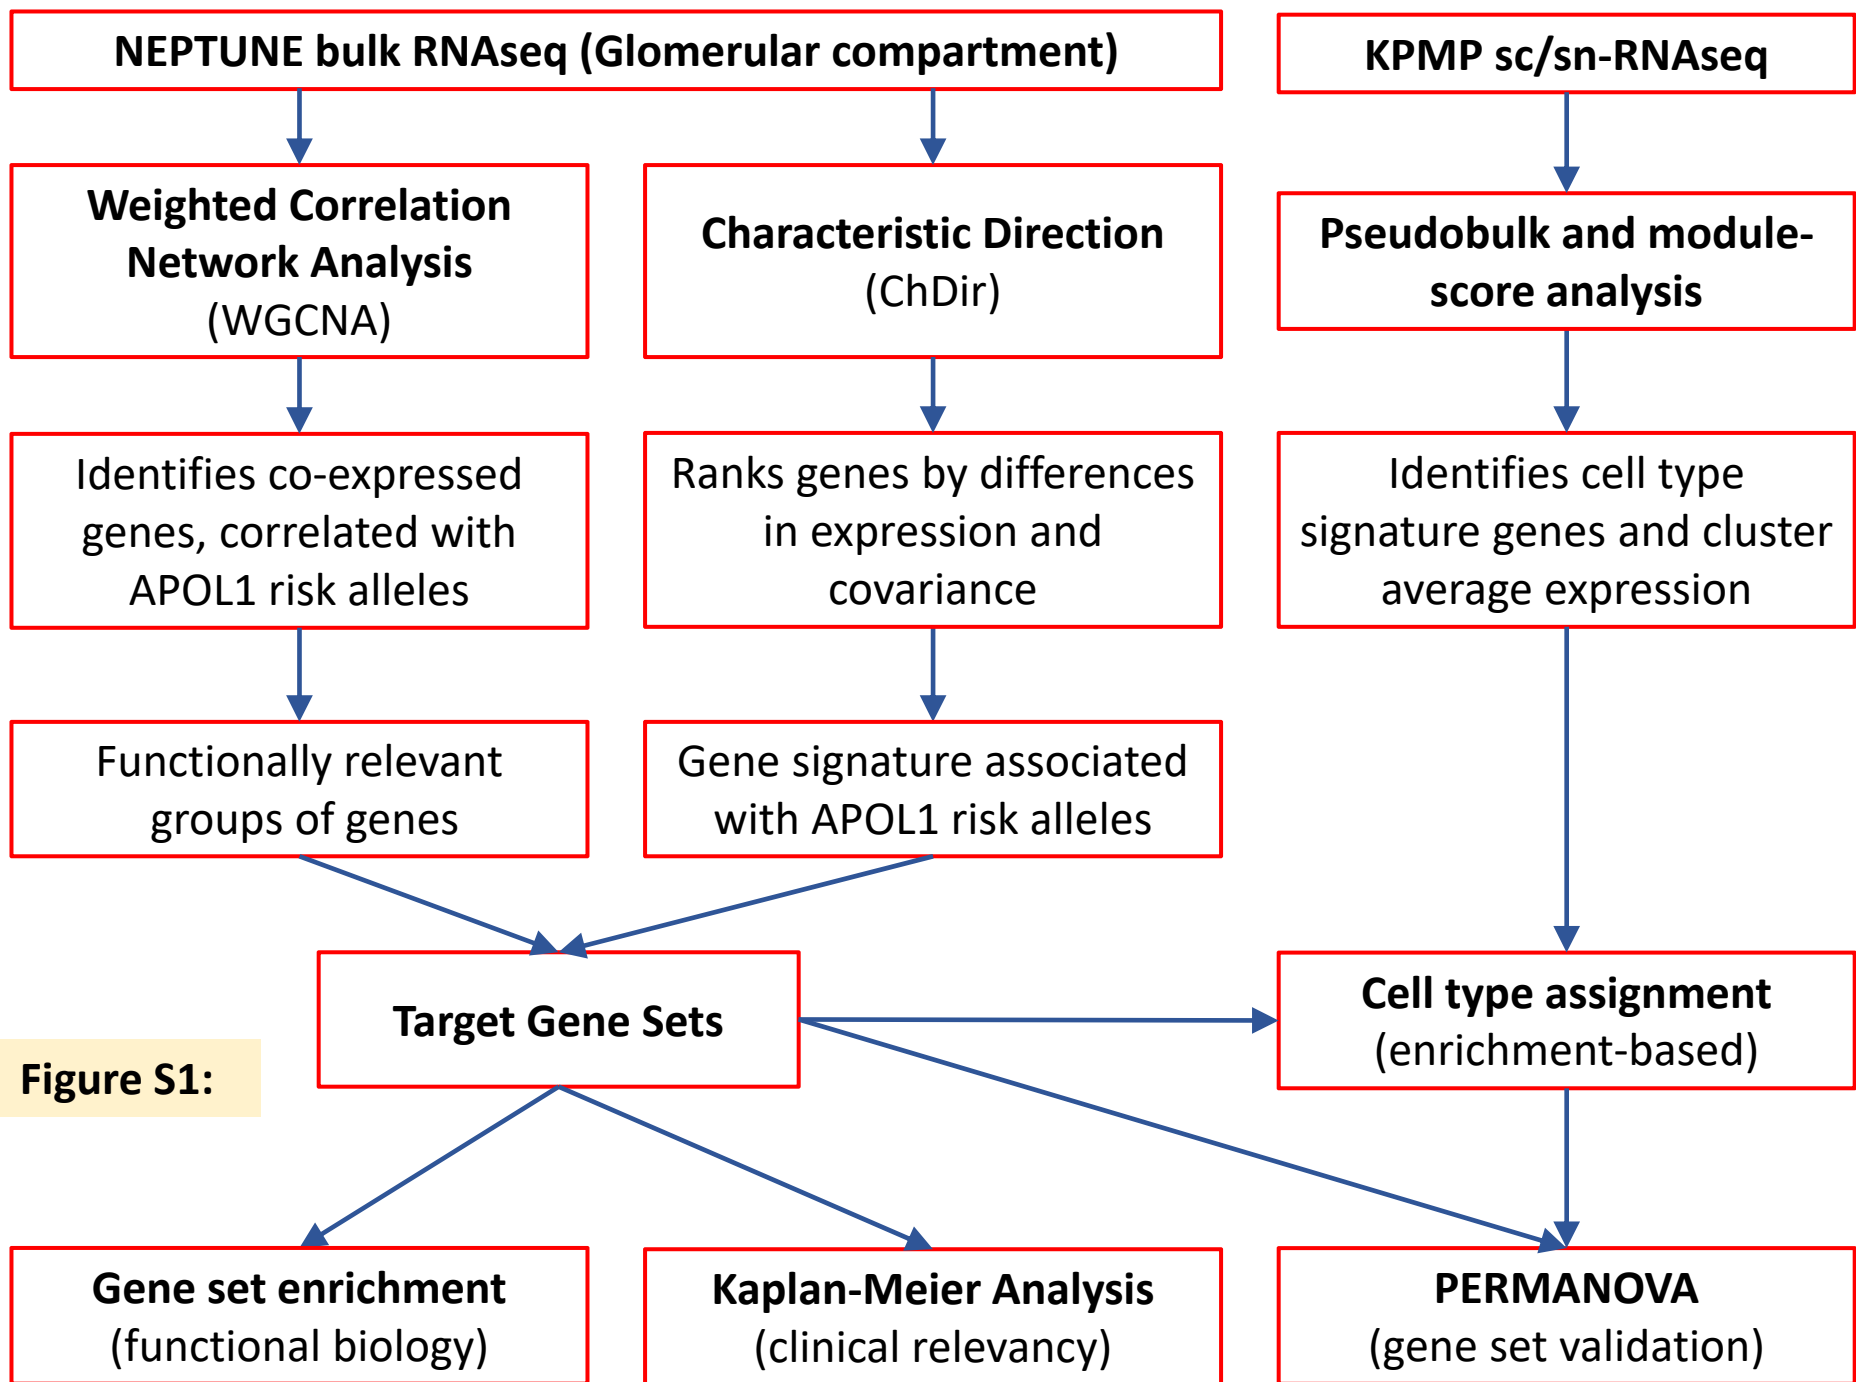 NEPTUNE bulk RNAseq (Glomerular compartment)
KPMP sc/sn-RNAseq
Weighted Correlation
Network Analysis
(WGCNA)
Characteristic Direction
(ChDir)
Pseudobulk and module-
score analysis
Identifies co-expressed
genes, correlated with
APOL1 risk alleles
Ranks genes by differences
in expression and
covariance
Identifies cell type
signature genes and cluster
average expression
Functionally relevant
groups of genes
Gene signature associated
with APOL1 risk alleles
Target Gene Sets
Cell type assignment
(enrichment-based)
Figure S1:
Gene set enrichment
(functional biology)
Kaplan-Meier Analysis
(clinical relevancy)
PERMANOVA
(gene set validation)